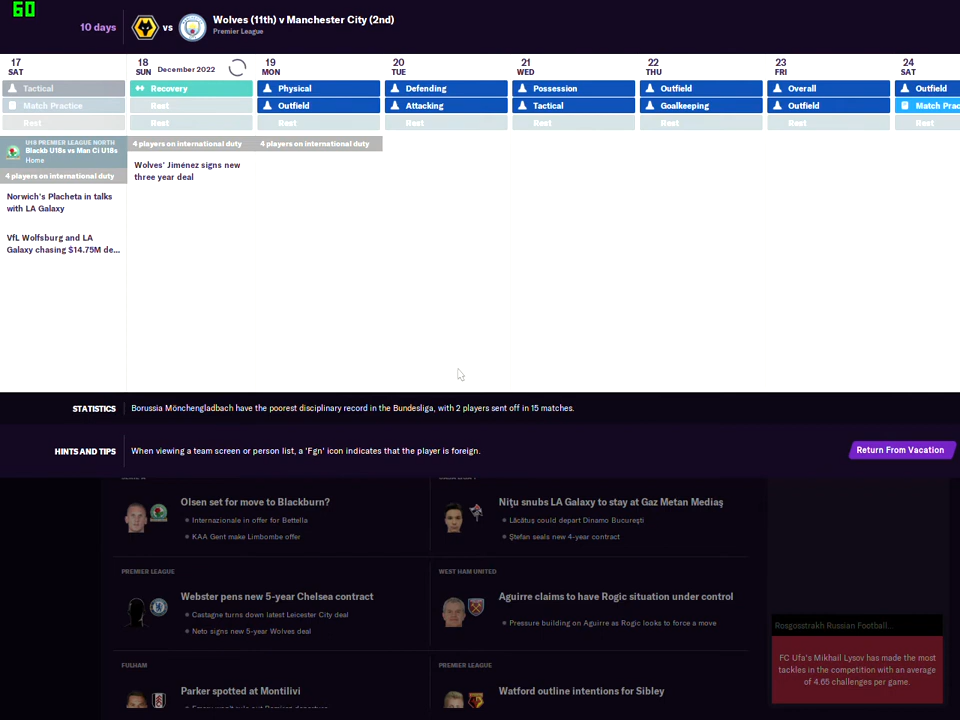 60
10 days
vs
Wolves (11th) v Manchester City (2nd)
Premier League
17
SAT
18
SUN
December 2022
19
MON
20
TUE
21
WED
22
THU
23
FRI
24
SAT
Tactical
Recovery
Physical
Defending
Possession
Outfield
Overall
Outfield
Match Practice
Rest
Outfield
Attacking
Tactical
Goalkeeping
Outfield
Match Prac
Rest
Rest
Rest
Rest
Rest
Rest
Rest
Rest
U18 PREMIER LEAGUE NORTH
Blackb U18s vs Man Ci U18s
Home
4 players on international duty
4 players on international duty
4 players on international duty
Norwich's Placheta in talks
with LA Galaxy
VfL Wolfsburg and LA
Galaxy chasing $14.75M de...
Wolves' Jiménez signs new
three year deal
STATISTICS
Borussia Mönchengladbach have the poorest disciplinary record in the Bundesliga, with 2 players sent off in 15 matches.
HINTS AND TIPS
When viewing a team screen or person list, a 'Fgn' icon indicates that the player is foreign.
Return From Vacation
Olsen set for move to Blackburn?
Internazionale in offer for Bettella
KAA Gent make Limbombe offer
Nițu snubs LA Galaxy to stay at Gaz Metan Mediaș
Lăcătuș could depart Dinamo București
Ștefan seals new 4-year contract
PREMIER LEAGUE
Webster pens new 5-year Chelsea contract
Castagne turns down latest Leicester City deal
Neto signs new 5-year Wolves deal
WEST HAM UNITED
Aguirre claims to have Rogic situation under control
Pressure building on Aguirre as Rogic looks to force a move
Rosgosstrakh Russian Football...
FC Ufa's Mikhail Lysov has made the most
tackles in the competition with an average
of 4.65 challenges per game.
FULHAM
Parker spotted at Montilivi
PREMIER LEAGUE
Watford outline intentions for Sibley